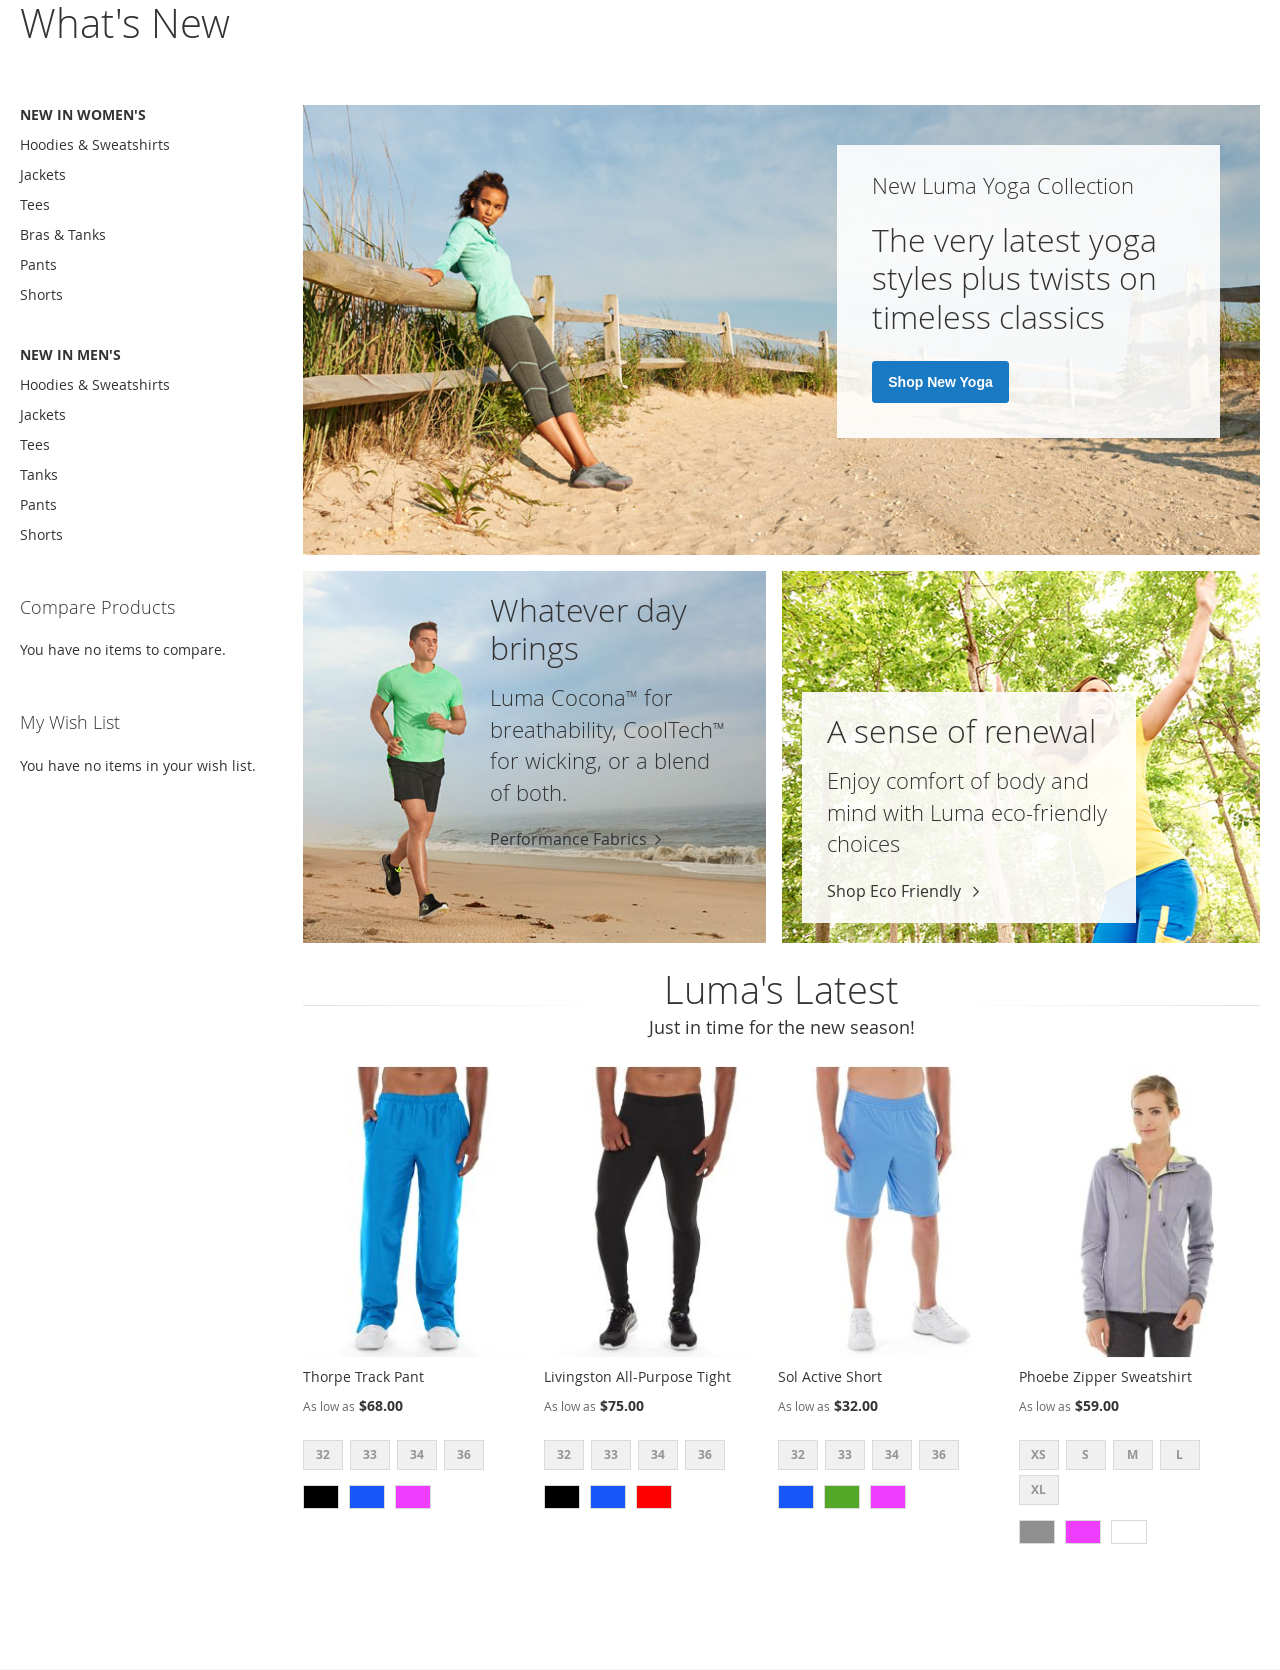 What's New
NEW IN WOMEN'S
Hoodies & Sweatshirts
Jackets
Tees
Bras & Tanks
Pants
Shorts
NEW IN MEN'S
Hoodies & Sweatshirts
Jackets
Tees
Tanks
Pants
Shorts
Compare Products
You have no items to compare.
My Wish List
You have no items in your wish list.
New Luma Yoga Collection
The very latest yoga
styles plus twists on
timeless classics
Shop New Yoga
Whatever day
brings
Luma Cocona™ for
breathability, CoolTech™
for wicking, or a blend
of both.
Performance Fabrics
A sense of renewal
Enjoy comfort of body and
mind with Luma eco-friendly
choices
Shop Eco Friendly
Luma's Latest
Just in time for the new season!
Thorpe Track Pant
As low as $68.00
32 33 34 36
Livingston All-Purpose Tight
As low as $75.00
32 33 34 36
Sol Active Short
As low as $32.00
32 33 34 36
Phoebe Zipper Sweatshirt
As low as $59.00
XS S M L
XL